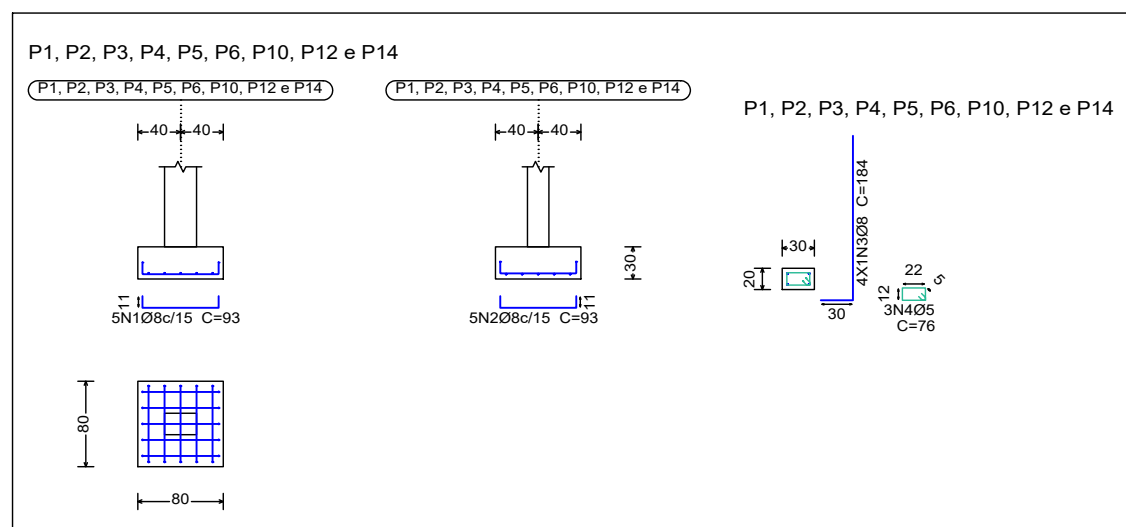 P1, P2, P3, P4, P5, P6, P10, P12 e P14
P1, P2, P3, P4, P5, P6, P10, P12 e P14
40 40
30
11
5N1Ø8c/15 C=93
80
80
P1, P2, P3, P4, P5, P6, P10, P12 e P14
40 40
30
11
5N2Ø8c/15 C=93
P1, P2, P3, P4, P5, P6, P10, P12 e P14
30
20
4X1N3Ø8 C=184
30
22
5
12
3N4Ø5
C=76